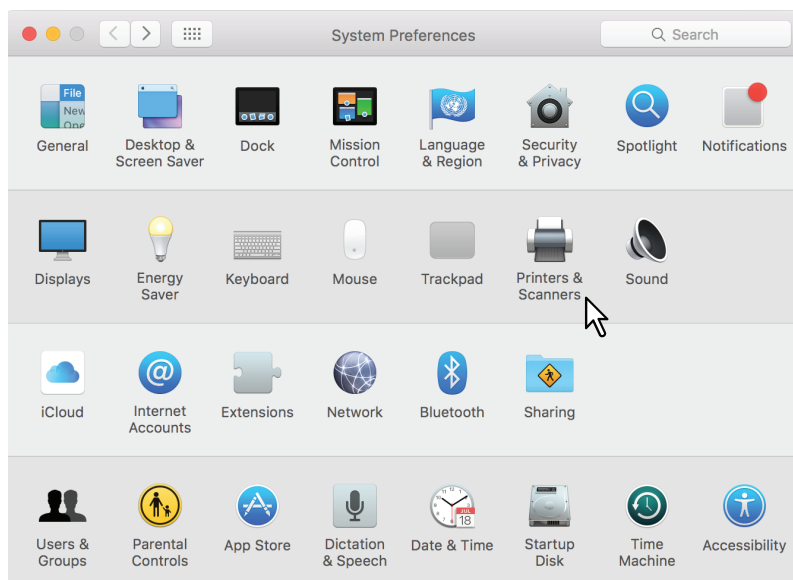 System Preferences
Search
File
New
One
General
Desktop &
Screen Saver
Dock
Mission
Control
Language
& Region
Security
& Privacy
Spotlight
Notifications
Displays
Energy
Saver
Keyboard
Mouse
Trackpad
Printers &
Scanners
Sound
iCloud
@
Internet
Accounts
Extensions
Network
Bluetooth
Sharing
JUL
18
Users &
Groups
Parental
Controls
App Store
Dictation
& Speech
Date & Time
Startup
Disk
Time
Machine
Accessibility